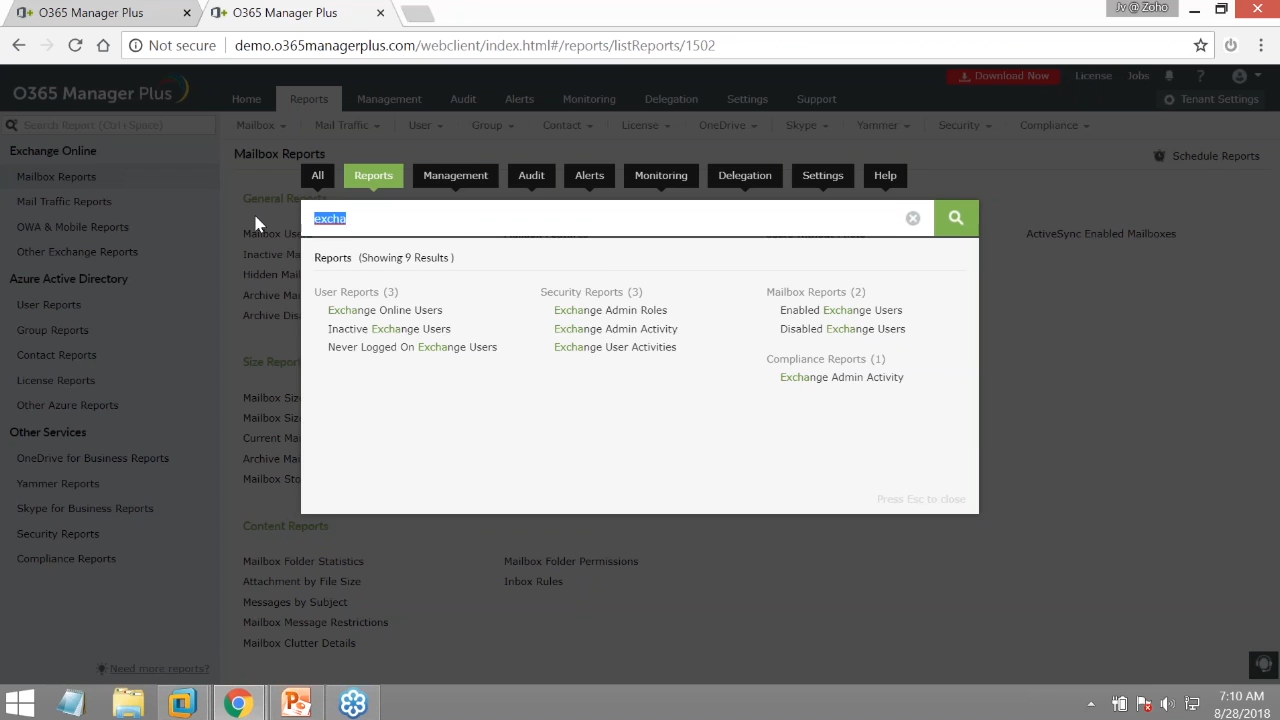 O365 Manager Plus
O365 Manager Plus
Jv @ Zoho
Not secure demo.o365managerplus.com/webclient/index.html#/reports/listReports/1502
Download Now License Jobs ?
O365 Manager Plus
Home Reports Management Audit Alerts Monitoring Delegation Settings Support
Tenant Settings
Search Report (Ctrl+Space)
Mailbox Mail Traffic User Group Contact License OneDrive Skype Yammer Security Compliance
Exchange Online
Mailbox Reports
Mail Traffic Reports
OWA & Mobile Reports
Other Exchange Reports
Azure Active Directory
User Reports
Group Reports
Contact Reports
License Reports
Other Azure Reports
Other Services
OneDrive for Business Reports
Yammer Reports
Skype for Business Reports
Security Reports
Compliance Reports
Need more reports?
Mailbox Reports
Schedule Reports
All Reports Management Audit Alerts Monitoring Delegation Settings Help
excha
Reports (Showing 9 Results )
User Reports (3)
Exchange Online Users
Inactive Exchange Users
Never Logged On Exchange Users
Security Reports (3)
Exchange Admin Roles
Exchange Admin Activity
Exchange User Activities
Mailbox Reports (2)
Enabled Exchange Users
Disabled Exchange Users
Compliance Reports (1)
Exchange Admin Activity
Press Esc to close
General Re
Mailbox Use
Inactive Ma
Hidden Mai
Archive Ma
Archive Dis
ActiveSync Enabled Mailboxes
Size Repor
Mailbox Siz
Mailbox Siz
Current Ma
Archive Ma
Mailbox Sto
Content Reports
Mailbox Folder Statistics
Attachment by File Size
Messages by Subject
Mailbox Message Restrictions
Mailbox Clutter Details
Mailbox Folder Permissions
Inbox Rules
7:10 AM
8/28/2018